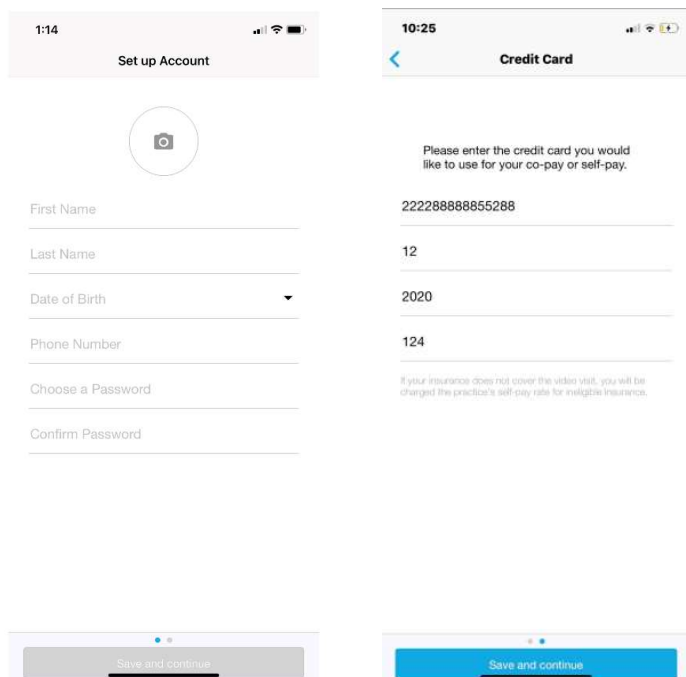 1:14
Set up Account
First Name
Last Name
Date of Birth
Phone Number
Choose a Password
Confirm Password
Save and continue
10:25
Credit Card
Please enter the credit card you would
like to use for your co-pay or self-pay.
222288888855288
12
2020
124
If your insurance does not cover the video visit, you will be
charged the practice's self-pay rate for ineligible insurance.
Save and continue